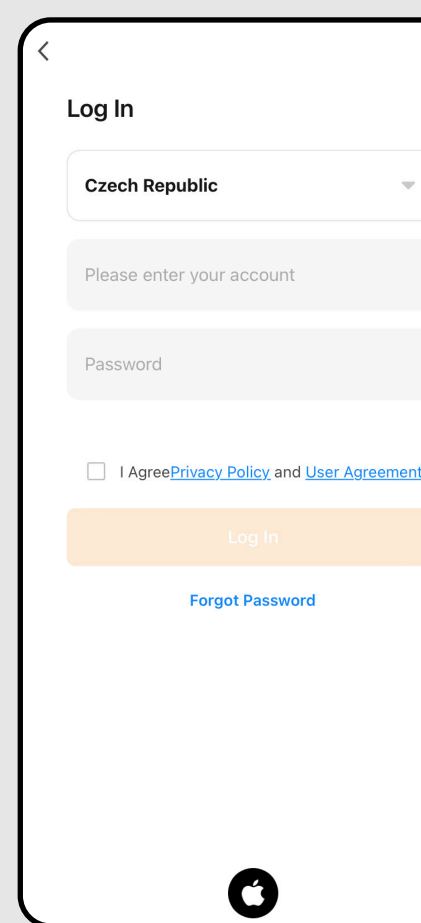 Log In
Czech Republic
Please enter your account
Password
I AgreePrivacy Policy and User Agreement
Log In
Forgot Password